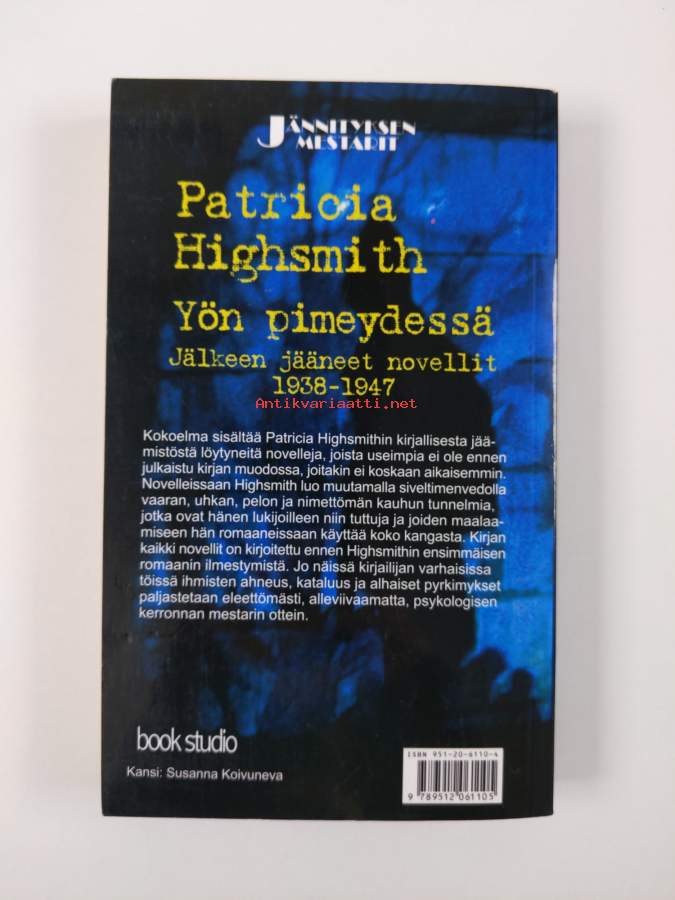 JÄNNITYKSEN
MESTARIT
Patricia
Highsmith
Yön pimeydessä
Jälkeen jääneet novellit
1938-1947
Antikvariaatti.net
Kokoelma sisältää Patricia Highsmithin kirjallisesta jää-
mistöstä löytyneitä novelleja, joista useimpia ei ole ennen
julkaistu kirjan muodossa, joitakin ei koskaan aikaisemmin.
Novelleissaan Highsmith luo muutamalla siveltimenvedolla
vaaran, uhkan, pelon ja nimettömän kauhun tunnelmia,
jotka ovat hänen lukijoilleen niin tuttuja ja joiden maalaa-
miseen hän romaaneissaan käyttää koko kangasta. Kirjan
kaikki novellit on kirjoitettu ennen Highsmithin ensimmäisen
romaanin ilmestymistä. Jo näissä kirjailijan varhaisissa
töissä ihmisten ahneus, kataluus ja alhaiset pyrkimykset
paljastetaan eleettömästi, alleviivaamatta, psykologisen
kerronnan mestarin ottein.
book studio
Kansi: Susanna Koivuneva
ISBN 951-20-6110-4
9 789512 061105